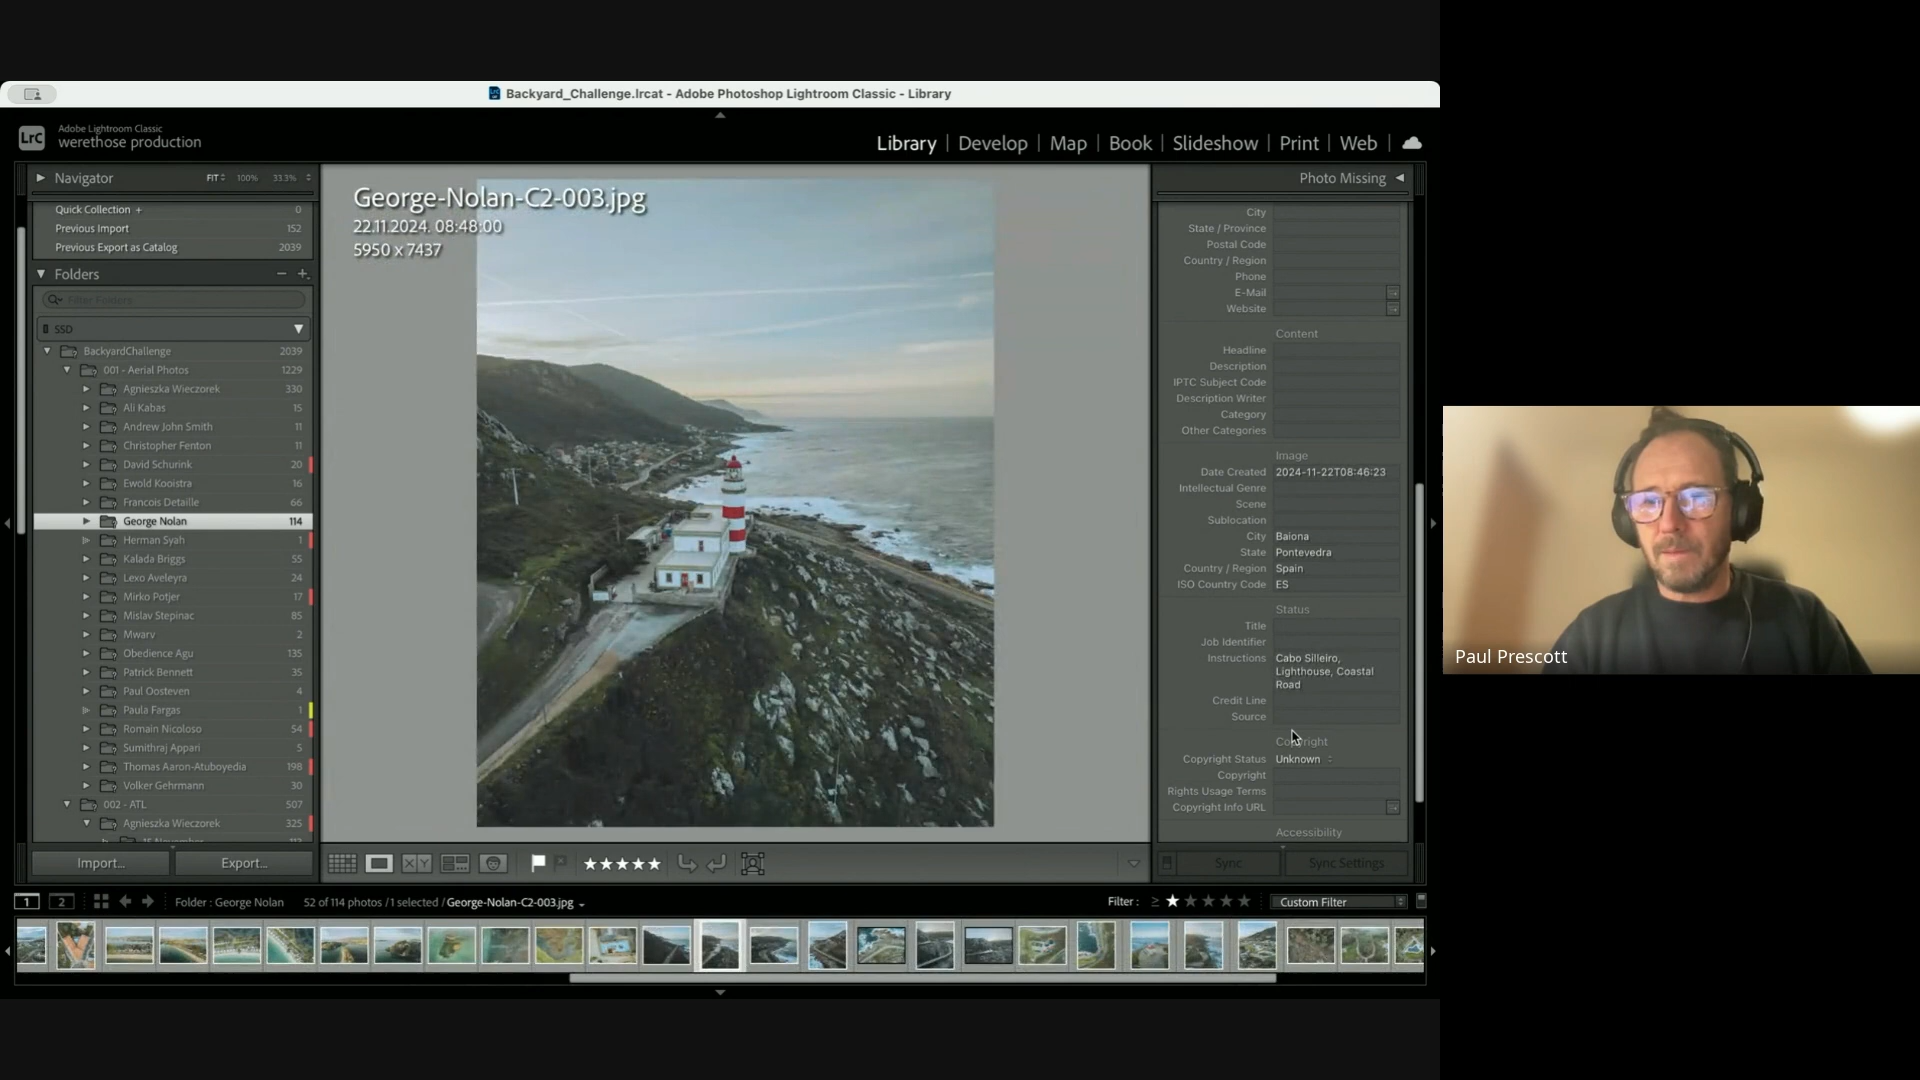 Backyard_Challenge.lrcat - Adobe Photoshop Lightroom Classic - Library
LrC
Adobe Lightroom Classic
werethose production
Library | Develop | Map | Book | Slideshow | Print | Web |
Navigator FIT 100% 33.3%
Quick Collection + 0
Previous Import 152
Previous Export as Catalog 2039
Folders
Filter Folders
SSD
BackyardChallenge 2039
001 - Aerial Photos 1229
Agnieszka Wieczorek 330
Ali Kabas 15
Andrew John Smith 11
Christopher Fenton 11
David Schurink 20
Ewold Kooistra 16
Francois Detaille 66
George Nolan 114
Herman Syah 1
Kalada Briggs 55
Lexo Aveleyra 24
Mirko Potjer 17
Mislav Stepinac 85
Mwarv 2
Obedience Agu 135
Patrick Bennett 35
Paul Oosteven 4
Paula Fargas 1
Romain Nicoloso 54
Sumithraj Appari 5
Thomas Aaron-Atuboyedia 198
Volker Gehrmann 30
002 - ATL 507
Agnieszka Wieczorek 325
Import...
Export...
George-Nolan-C2-003.jpg
22.11.2024. 08:48:00
5950 x 7437
Photo Missing
City
State / Province
Postal Code
Country / Region
Phone
E-Mail
Website
Content
Headline
Description
IPTC Subject Code
Description Writer
Category
Other Categories
Image
Date Created 2024-11-22T08:46:23
Intellectual Genre
Scene
Sublocation
City Baiona
State Pontevedra
Country / Region Spain
ISO Country Code ES
Status
Title
Job Identifier
Instructions Cabo Silleiro,
Lighthouse, Coastal
Road
Credit Line
Source
Copyright
Copyright Status Unknown
Copyright
Rights Usage Terms
Copyright Info URL
Accessibility
Sync
Sync Settings
X Y
1 2 Folder : George Nolan 52 of 114 photos / 1 selected / George-Nolan-C2-003.jpg
Filter : ≥ ★★★★★ Custom Filter
Paul Prescott